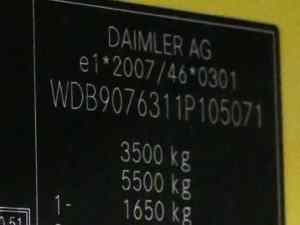 DAIMLER AG
e1*2007/46*0301
WDB9076311P105071
3500 kg
5500 kg
1- 1650 kg